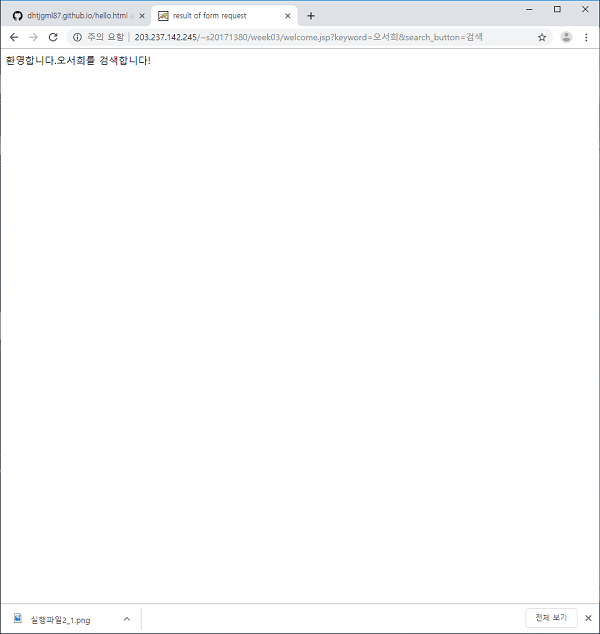 dhtjgml87.github.io/hello.html
result of form request
주의 요함 | 203.237.142.245/~s20171380/week03/welcome.jsp?keyword=오서희&search_button=검색
환영합니다.오서희를 검색합니다!
실행파일2_1.png
전체 보기